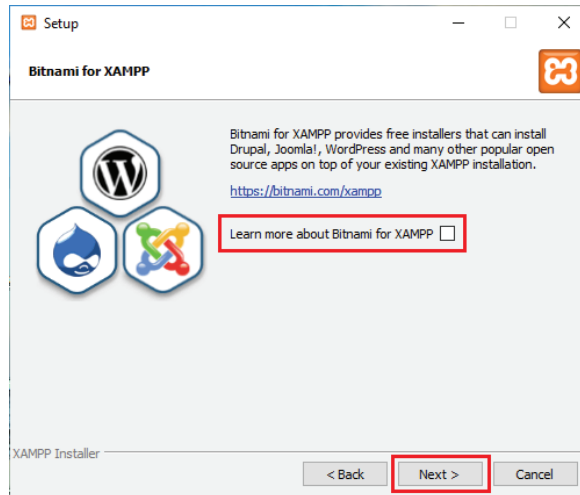 Setup
Bitnami for XAMPP
Bitnami for XAMPP provides free installers that can install
Drupal, Joomla!, WordPress and many other popular open
source apps on top of your existing XAMPP installation.
https://bitnami.com/xampp
Learn more about Bitnami for XAMPP
XAMPP Installer
< Back Next > Cancel